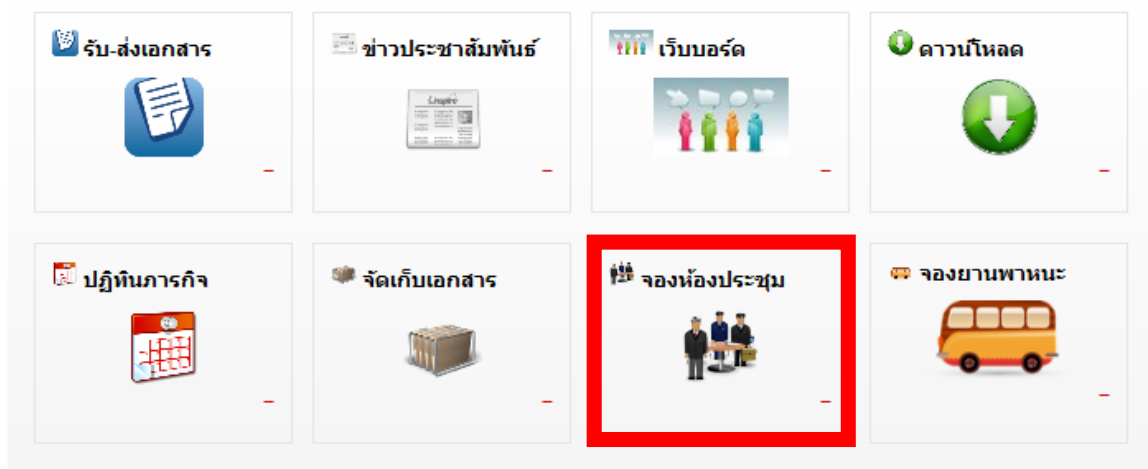 รับ-ส่งเอกสาร
ข่าวประชาสัมพันธ์
เว็บบอร์ด
ดาวน์โหลด
ปฏิทินภารกิจ
จัดเก็บเอกสาร
จองห้องประชุม
จองยานพาหนะ